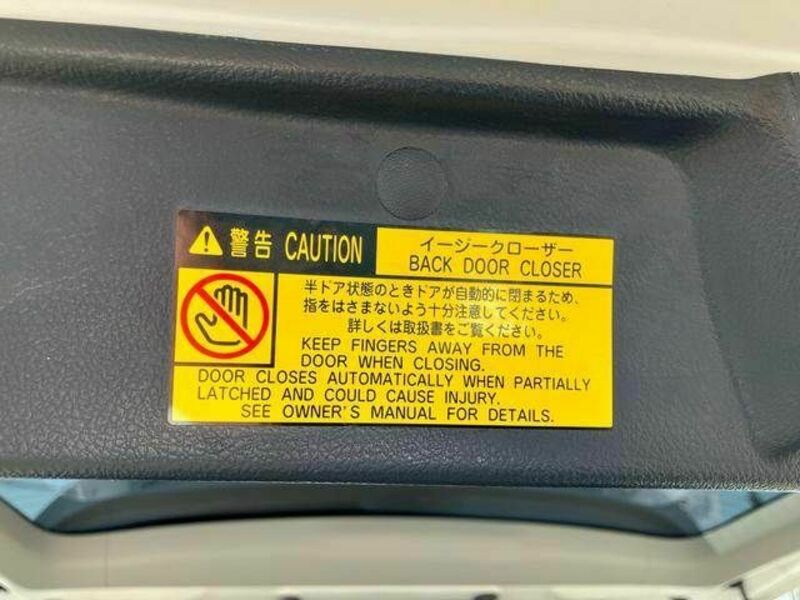 警告 CAUTION
イージークローザー
BACK DOOR CLOSER
半ドア状態のときドアが自動的に閉まるため、
指をはさまないよう十分注意してください。
詳しくは取扱書をご覧ください。
KEEP FINGERS AWAY FROM THE
DOOR WHEN CLOSING.
DOOR CLOSES AUTOMATICALLY WHEN PARTIALLY
LATCHED AND COULD CAUSE INJURY.
SEE OWNER'S MANUAL FOR DETAILS.